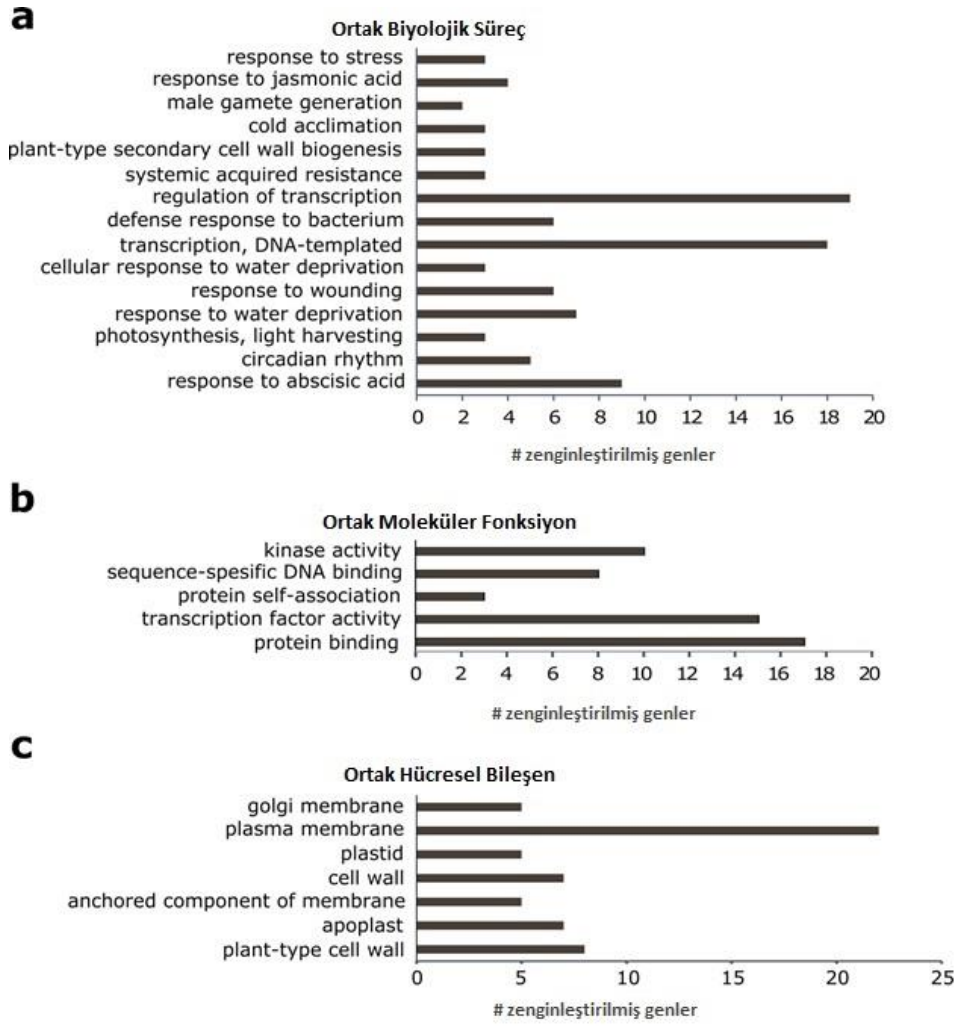 a
Ortak Biyolojik Süreç
response to stress
response to jasmonic acid
male gamete generation
cold acclimation
plant-type secondary cell wall biogenesis
systemic acquired resistance
regulation of transcription
defense response to bacterium
transcription, DNA-templated
cellular response to water deprivation
response to wounding
response to water deprivation
photosynthesis, light harvesting
circadian rhythm
response to abscisic acid
0 2 4 6 8 10 12 14 16 18 20
# zenginleştirilmiş genler
b
Ortak Moleküler Fonksiyon
kinase activity
sequence-spesific DNA binding
protein self-association
transcription factor activity
protein binding
0 2 4 6 8 10 12 14 16 18 20
# zenginleştirilmiş genler
c
Ortak Hücresel Bileşen
golgi membrane
plasma membrane
plastid
cell wall
anchored component of membrane
apoplast
plant-type cell wall
0 5 10 15 20 25
# zenginleştirilmiş genler